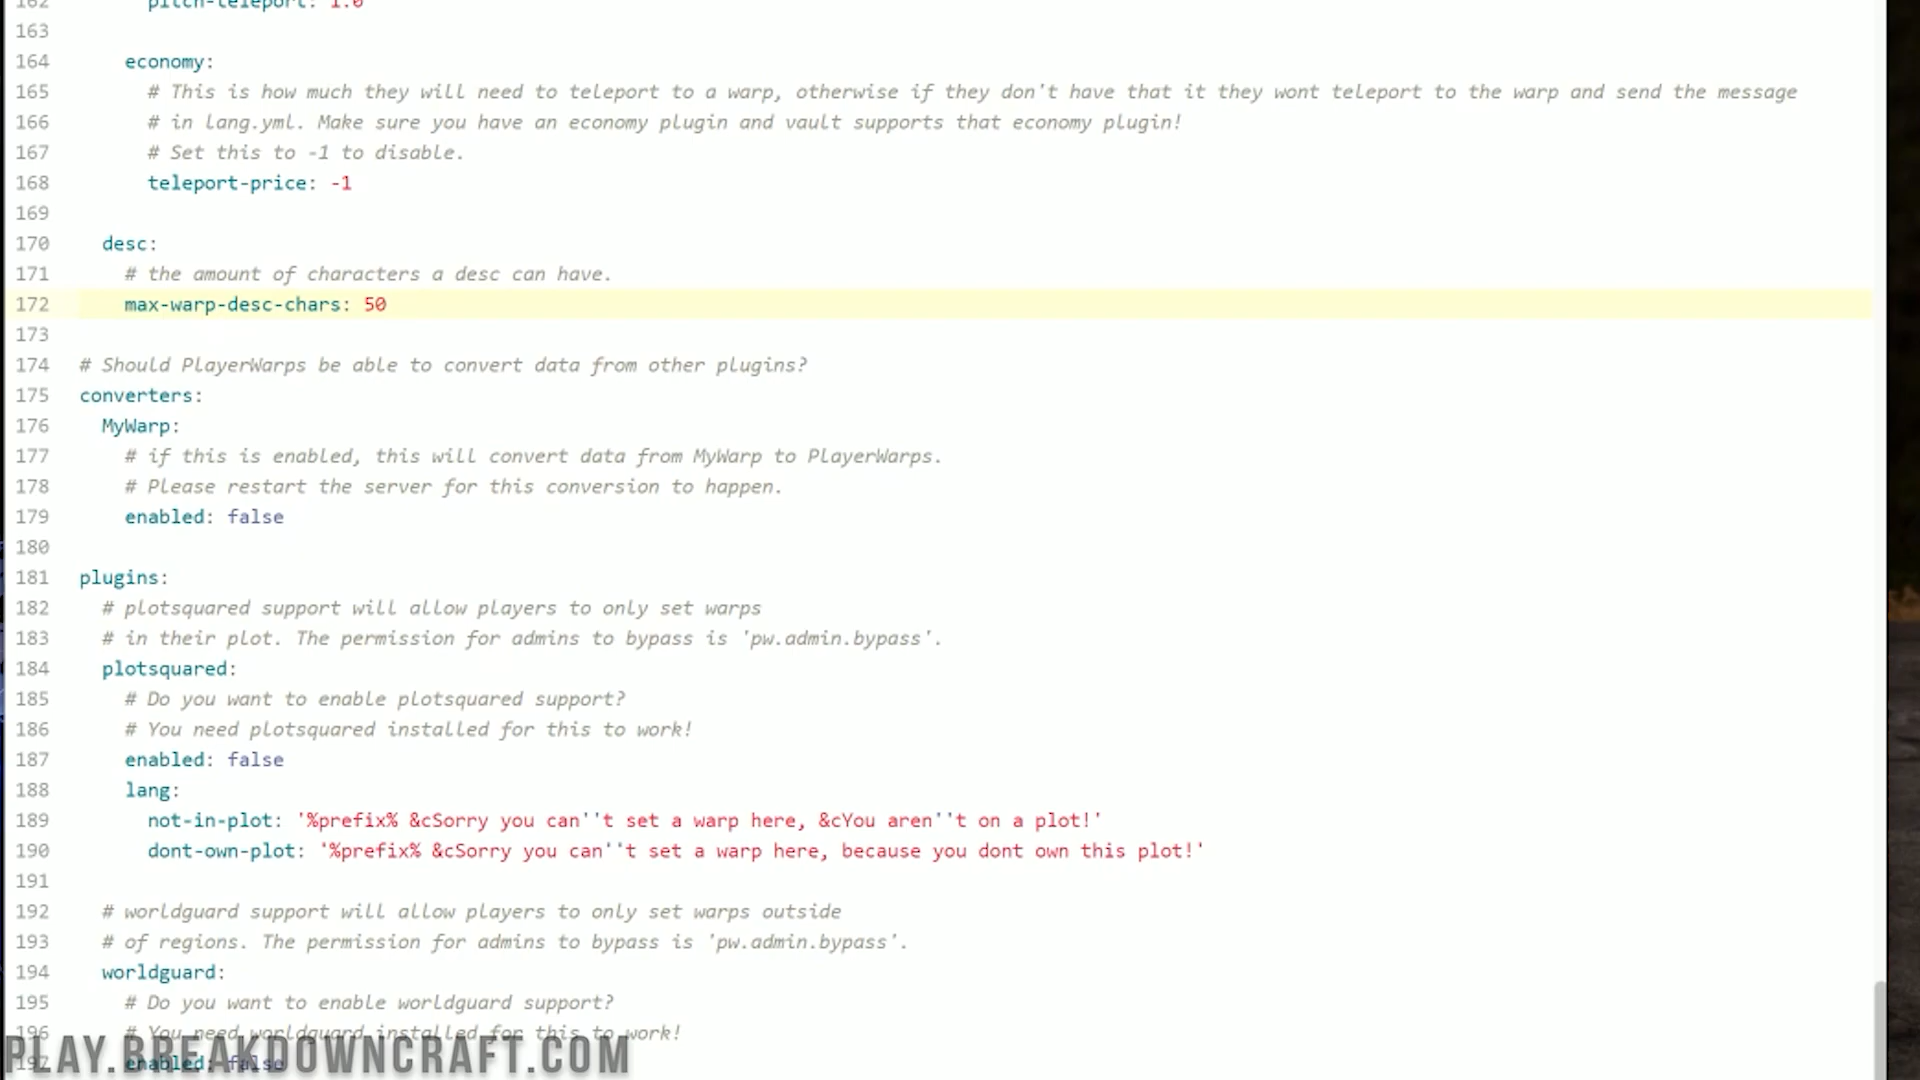 162 pitch-teleport: 1.0
163
164 economy:
165 # This is how much they will need to teleport to a warp, otherwise if they don't have that it they wont teleport to the warp and send the message
166 # in lang.yml. Make sure you have an economy plugin and vault supports that economy plugin!
167 # Set this to -1 to disable.
168 teleport-price: -1
169
170 desc:
171 # the amount of characters a desc can have.
172 max-warp-desc-chars: 50
173
174 # Should PlayerWarps be able to convert data from other plugins?
175 converters:
176 MyWarp:
177 # if this is enabled, this will convert data from MyWarp to PlayerWarps.
178 # Please restart the server for this conversion to happen.
179 enabled: false
180
181 plugins:
182 # plotsquared support will allow players to only set warps
183 # in their plot. The permission for admins to bypass is 'pw.admin.bypass'.
184 plotsquared:
185 # Do you want to enable plotsquared support?
186 # You need plotsquared installed for this to work!
187 enabled: false
188 lang:
189 not-in-plot: '%prefix% &cSorry you can''t set a warp here, &cYou aren''t on a plot!'
190 dont-own-plot: '%prefix% &cSorry you can''t set a warp here, because you dont own this plot!'
191
192 # worldguard support will allow players to only set warps outside
193 # of regions. The permission for admins to bypass is 'pw.admin.bypass'.
194 worldguard:
195 # Do you want to enable worldguard support?
196 # You need worldguard installed for this to work!
197 enabled: false
PLAY.BREAKDOWNCRAFT.COM